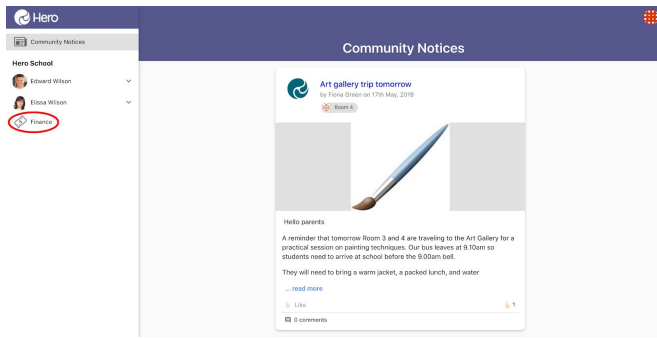 Hero
Community Notices
Hero School
Edward Wilson
Elissa Wilson
Finance
Community Notices
Art gallery trip tomorrow
by Fiona Green on 17th May, 2019
Room 4
Hello parents
A reminder that tomorrow Room 3 and 4 are traveling to the Art Gallery for a
practical session on painting techniques. Our bus leaves at 9.10am so
students need to arrive at school before the 9.00am bell.
They will need to bring a warm jacket, a packed lunch, and water
... read more
Like
1
0 comments